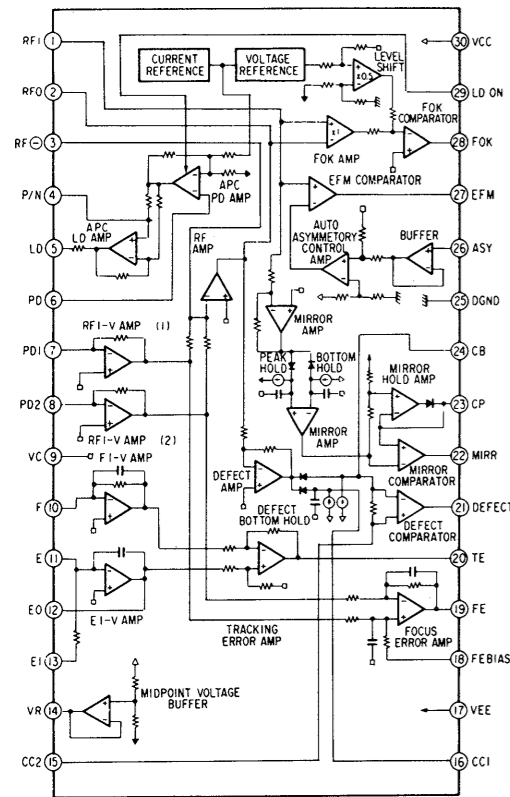 RFI 1
RFO 2
RF⊖ 3
P/N 4
LD 5
PD 6
PD1 7
PD2 8
VC 9
F 10
E 11
EO 12
EI 13
VR 14
CC2 15
30 VCC
29 LD ON
28 FOK
27 EFM
26 ASY
25 DGND
24 CB
23 CP
22 MIRR
21 DEFECT
20 TE
19 FE
18 FEBIAS
17 VEE
16 CC1
CURRENT
REFERENCE
VOLTAGE
REFERENCE
LEVEL
SHIFT
×0.5
FOK
COMPARATOR
×1
FOK AMP
APC
PD AMP
EFM COMPARATOR
APC
LD AMP
RF
AMP
AUTO
ASYMMETORY
CONTROL
AMP
BUFFER
RF I-V AMP (1)
MIRROR
AMP
PEAK
HOLD
BOTTOM
HOLD
MIRROR
HOLD AMP
RF I-V AMP (2)
MIRROR
AMP
F I-V AMP
DEFECT
AMP
MIRROR
COMPARATOR
DEFECT
BOTTOM HOLD
DEFECT
COMPARATOR
E I-V AMP
TRACKING
ERROR AMP
FOCUS
ERROR AMP
MIDPOINT VOLTAGE
BUFFER